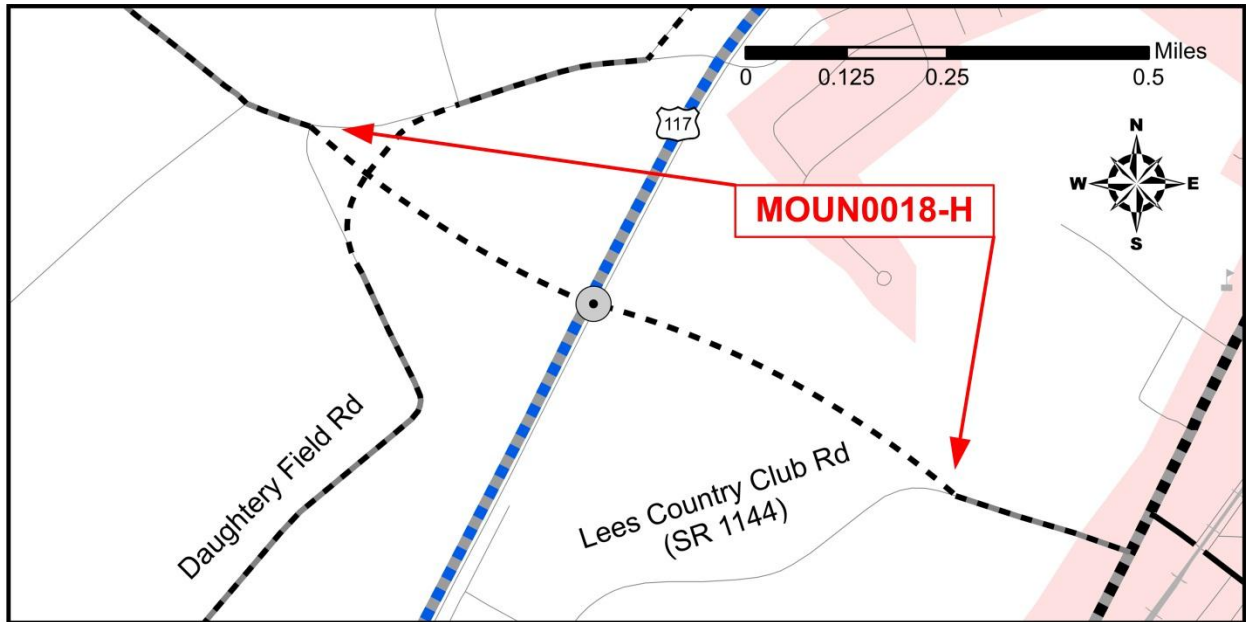 Miles
0 0.125 0.25 0.5
117
N
W E
S
MOUN0018-H
Daughtery Field Rd
Lees Country Club Rd
(SR 1144)